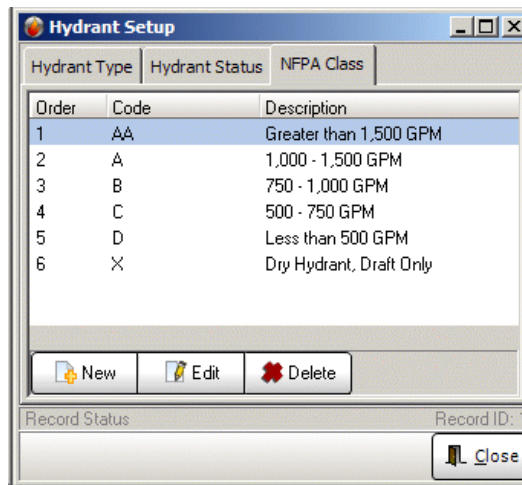 Hydrant Setup
Hydrant Type Hydrant Status NFPA Class
Order Code Description
1 AA Greater than 1,500 GPM
2 A 1,000 - 1,500 GPM
3 B 750 - 1,000 GPM
4 C 500 - 750 GPM
5 D Less than 500 GPM
6 X Dry Hydrant, Draft Only
New Edit Delete
Record Status Record ID:
Close